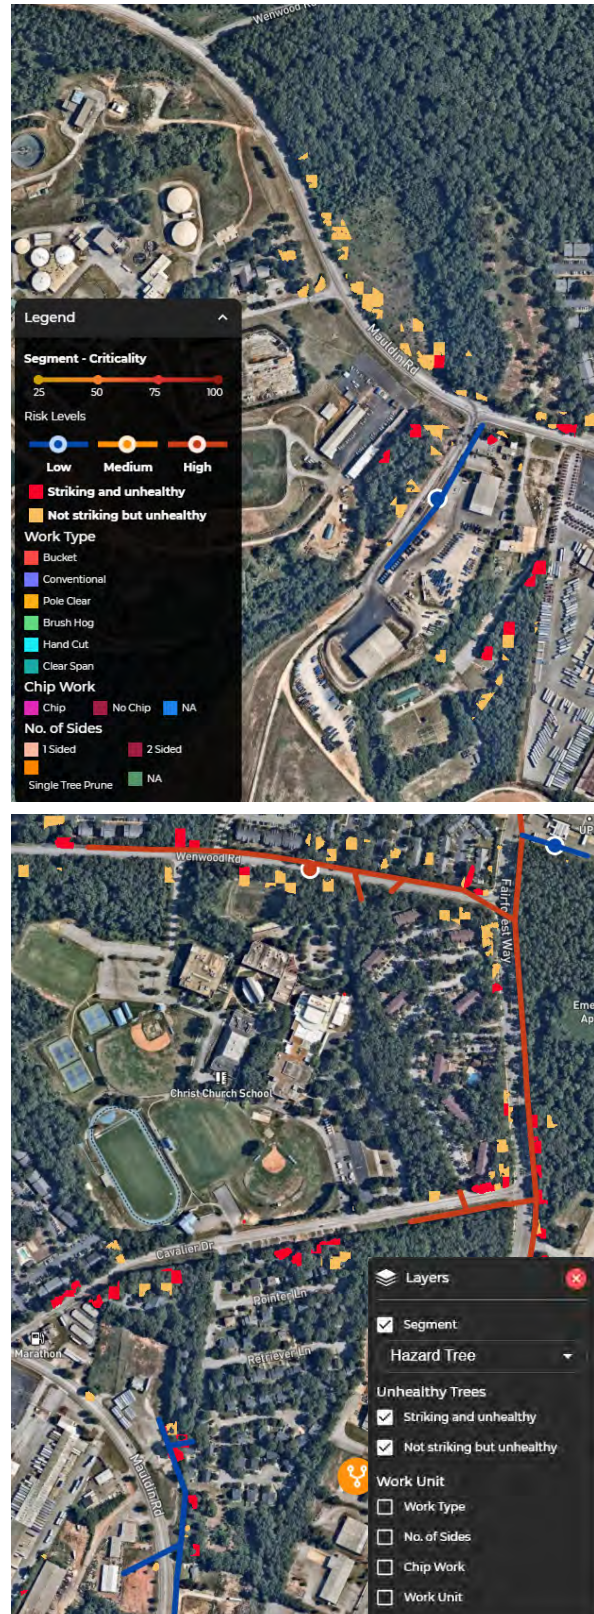 Wenwood Rd
Mauldin Rd
Legend
Segment - Criticality
25 50 75 100
Risk Levels
Low Medium High
Striking and unhealthy
Not striking but unhealthy
Work Type
Bucket
Conventional
Pole Clear
Brush Hog
Hand Cut
Clear Span
Chip Work
Chip No Chip NA
No. of Sides
1 Sided 2 Sided
Single Tree Prune NA
UP
Wenwood Rd
Fairforest Way
Eme
Ap
Christ Church School
Cavalier Dr
Pointer Ln
Retriever Ln
Marathon
Mauldin Rd
Layers
Segment
Hazard Tree
Unhealthy Trees
Striking and unhealthy
Not striking but unhealthy
Work Unit
Work Type
No. of Sides
Chip Work
Work Unit